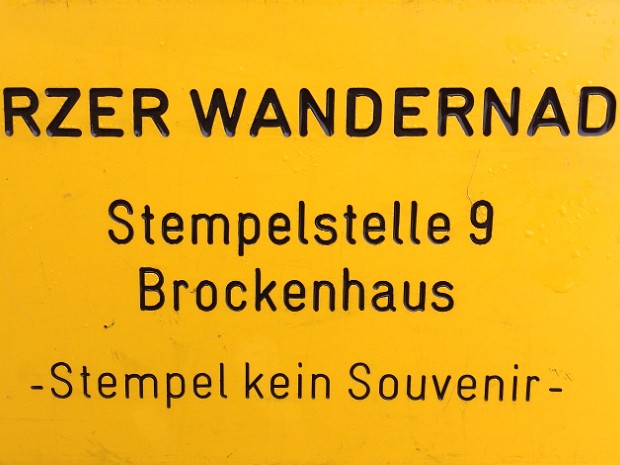 RZER WANDERNAD
Stempelstelle 9
Brockenhaus
-Stempel kein Souvenir-